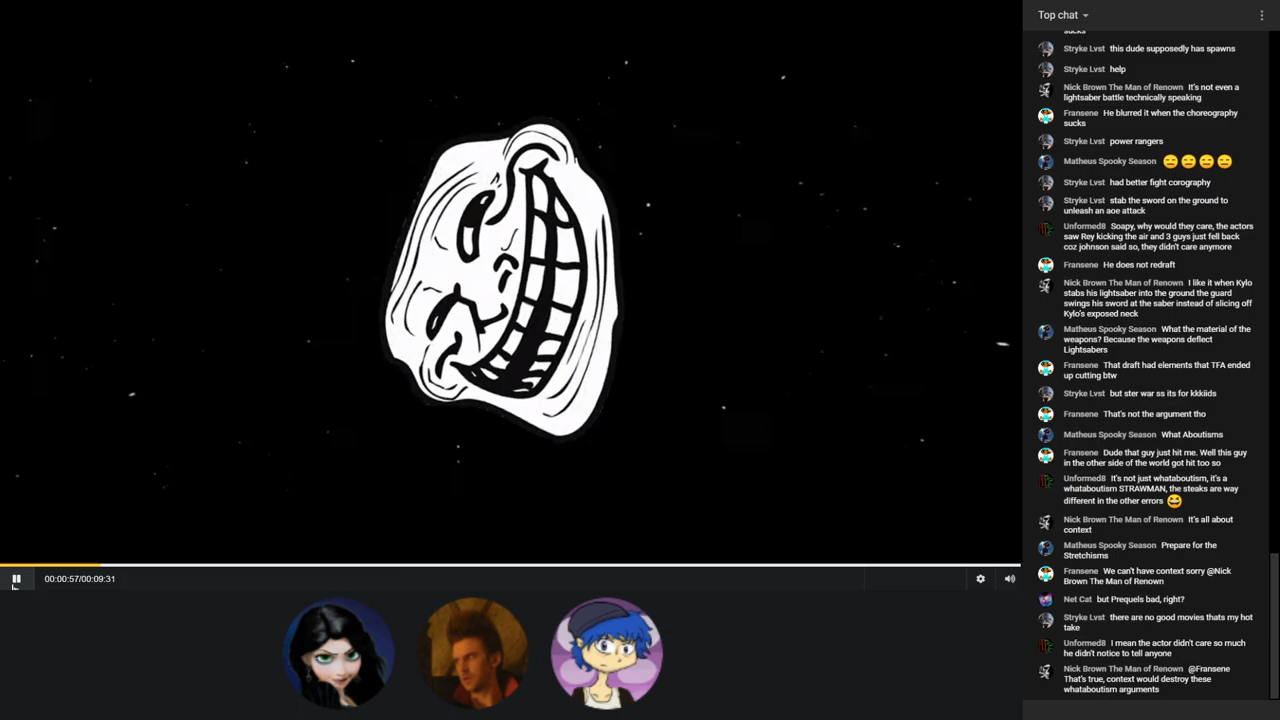 Top chat
sucks
Stryke Lvst this dude supposedly has spawns
Stryke Lvst help
Nick Brown The Man of Renown It's not even a
lightsaber battle technically speaking
Fransene He blurred it when the choreography
sucks
Stryke Lvst power rangers
Matheus Spooky Season
Stryke Lvst had better fight corography
Stryke Lvst stab the sword on the ground to
unleash an aoe attack
Unformed8 Soapy, why would they care, the actors
saw Rey kicking the air and 3 guys just fell back
coz johnson said so, they didn't care anymore
Fransene He does not redraft
Nick Brown The Man of Renown I like it when Kylo
stabs his lightsaber into the ground the guard
swings his sword at the saber instead of slicing off
Kylo's exposed neck
Matheus Spooky Season What the material of the
weapons? Because the weapons deflect
Lightsabers
Fransene That draft had elements that TFA ended
up cutting btw
Stryke Lvst but ster war ss its for kkkiids
Fransene That's not the argument tho
Matheus Spooky Season What Aboutisms
Fransene Dude that guy just hit me. Well this guy
in the other side of the world got hit too so
Unformed8 It's not just whataboutism, it's a
whataboutism STRAWMAN, the steaks are way
different in the other errors
Nick Brown The Man of Renown It's all about
context
Matheus Spooky Season Prepare for the
Stretchisms
Fransene We can't have context sorry @Nick
Brown The Man of Renown
Net Cat but Prequels bad, right?
Stryke Lvst there are no good movies thats my hot
take
Unformed8 I mean the actor didn't care so much
he didn't notice to tell anyone
Nick Brown The Man of Renown @Fransene
That's true, context would destroy these
whataboutism arguments
00:00:57/00:09:31